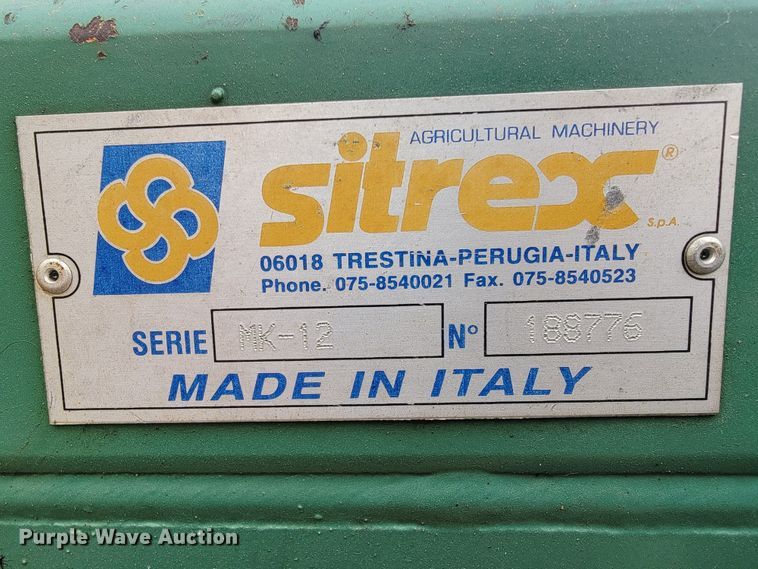 AGRICULTURAL MACHINERY
sitrex®
S.p.A.
06018 TRESTINA-PERUGIA-ITALY
Phone. 075-8540021 Fax. 075-8540523
SERIE MK-12 N° 188776
MADE IN ITALY
Purple Wave Auction®